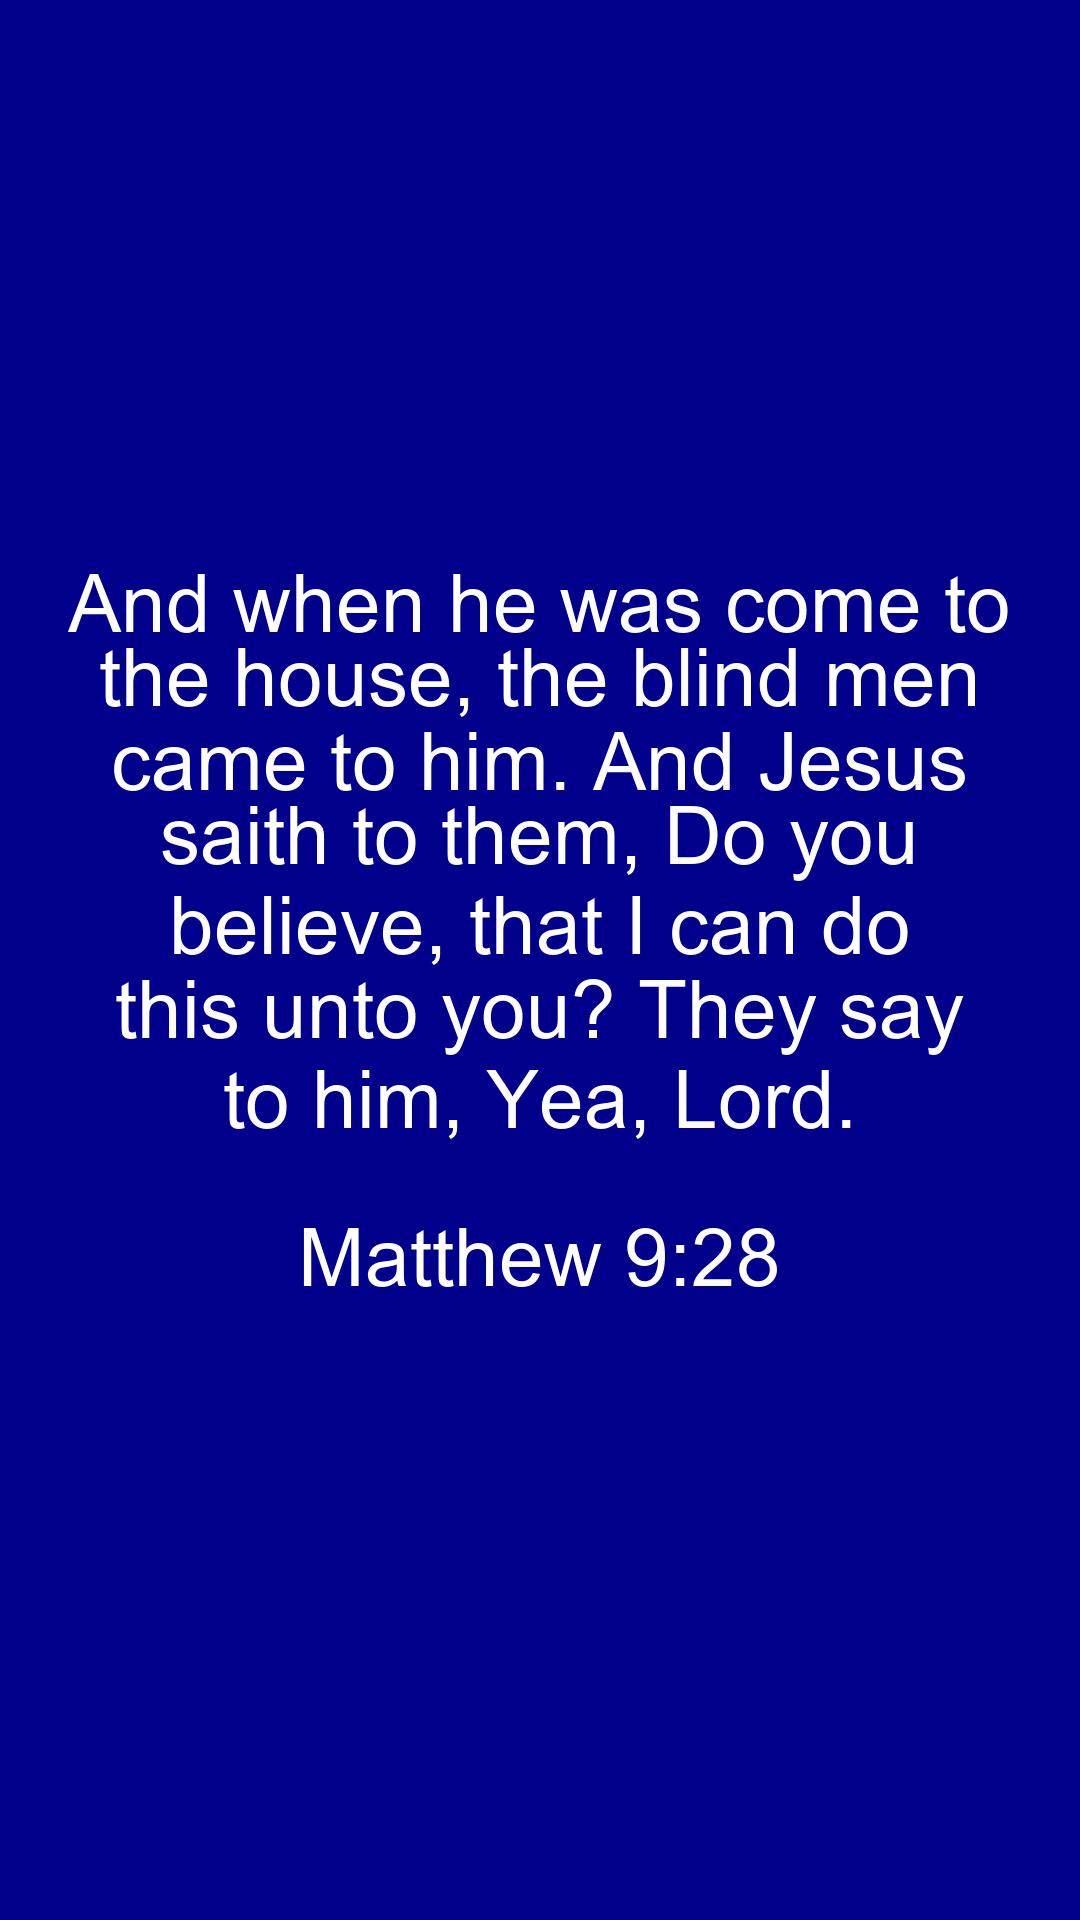 And when he was come to
the house, the blind men
came to him. And Jesus
saith to them, Do you
believe, that I can do
this unto you? They say
to him, Yea, Lord.
Matthew 9:28